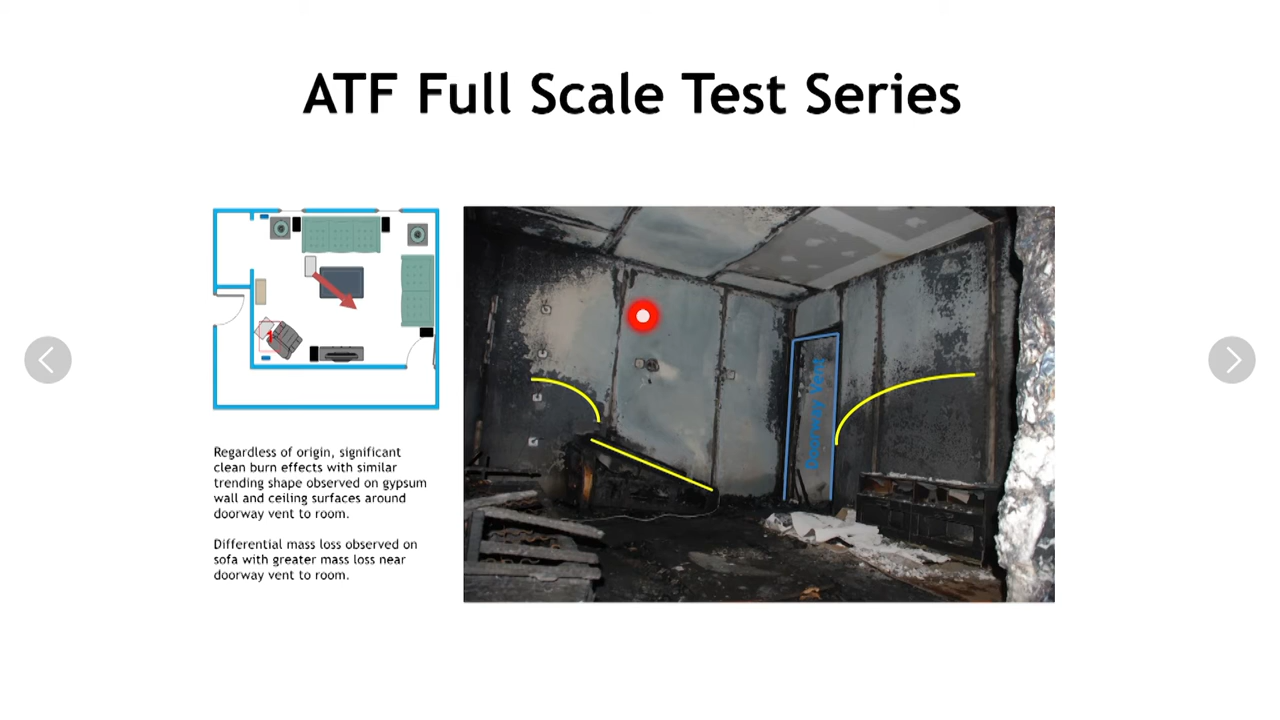 ATF Full Scale Test Series
Regardless of origin, significant
clean burn effects with similar
trending shape observed on gypsum
wall and ceiling surfaces around
doorway vent to room.
Differential mass loss observed on
sofa with greater mass loss near
doorway vent to room.
Doorway Vent